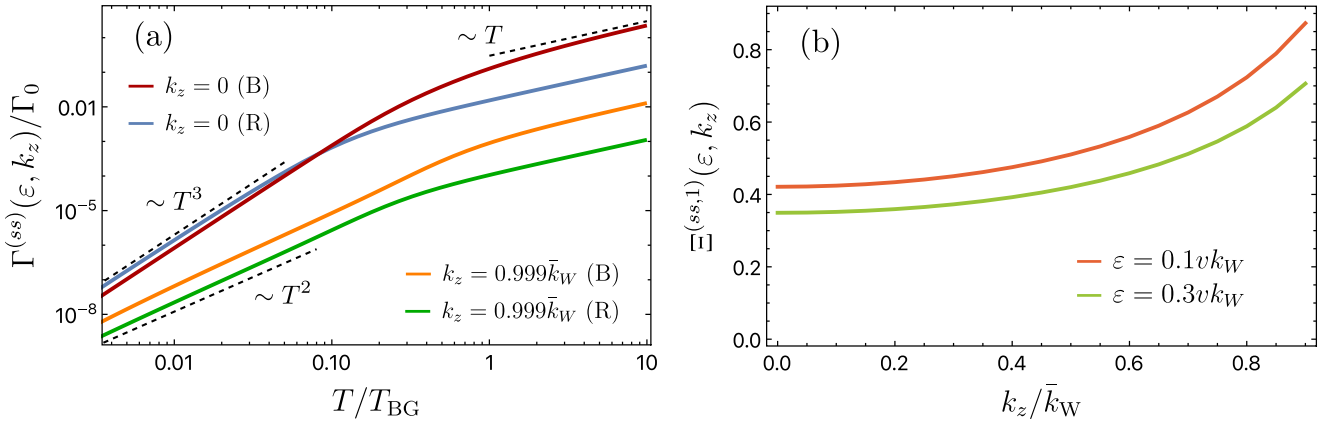 (a)
∼ T
k_z = 0 (B)
k_z = 0 (R)
∼ T^3
∼ T^2
k_z = 0.999k̄_W (B)
k_z = 0.999k̄_W (R)
Γ^(ss)(ε, k_z)/Γ_0
0.01
10^−5
10^−8
0.01 0.10 1 10
T/T_BG
(b)
Ξ^(ss,1)(ε, k_z)
0.8
0.6
0.4
0.2
0.0
ε = 0.1vk_W
ε = 0.3vk_W
0.0 0.2 0.4 0.6 0.8
k_z/k̄_W